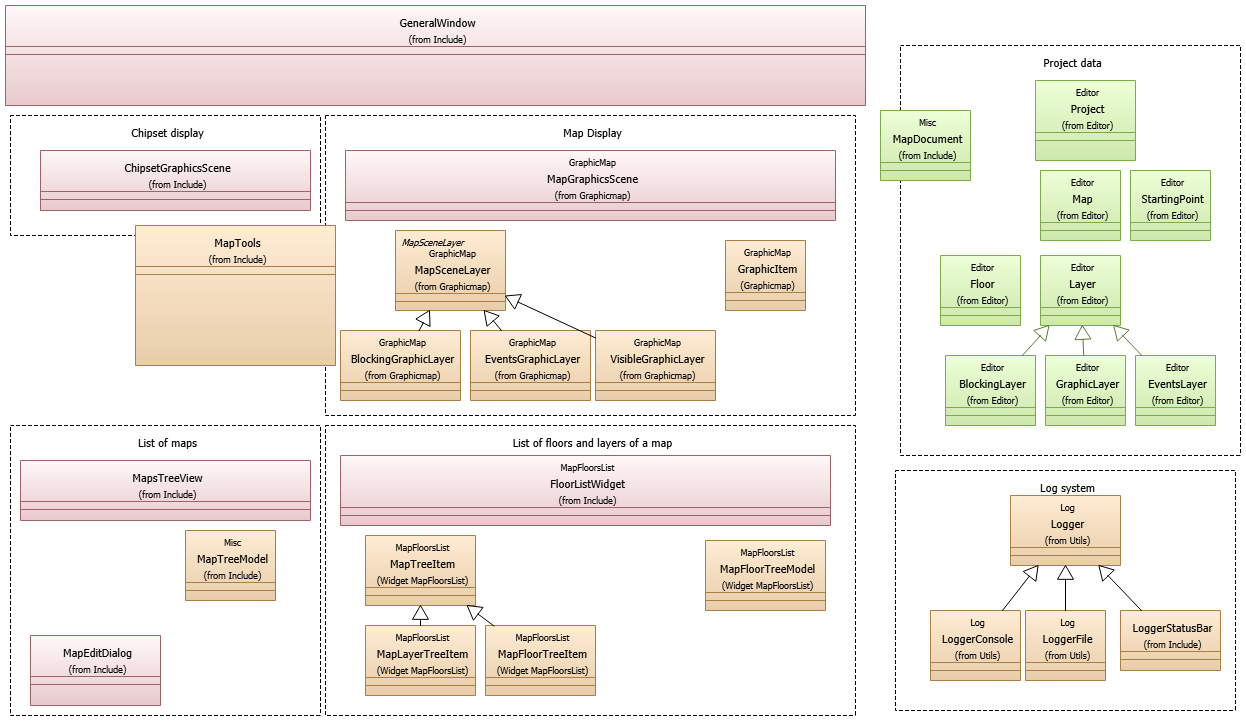 GeneralWindow
(from Include)
Chipset display
ChipsetGraphicsScene
(from Include)
MapTools
(from Include)
Map Display
GraphicMap
MapGraphicsScene
(from Graphicmap)
MapSceneLayer
GraphicMap
MapSceneLayer
(from Graphicmap)
GraphicMap
GraphicItem
(Graphicmap)
GraphicMap
BlockingGraphicLayer
(from Graphicmap)
GraphicMap
EventsGraphicLayer
(from Graphicmap)
GraphicMap
VisibleGraphicLayer
(from Graphicmap)
List of maps
MapsTreeView
(from Include)
Misc
MapTreeModel
(from Include)
MapEditDialog
(from Include)
List of floors and layers of a map
MapFloorsList
FloorListWidget
(from Include)
MapFloorsList
MapTreeItem
(Widget MapFloorsList)
MapFloorsList
MapFloorTreeModel
(Widget MapFloorsList)
MapFloorsList
MapLayerTreeItem
(Widget MapFloorsList)
MapFloorsList
MapFloorTreeItem
(Widget MapFloorsList)
Project data
Editor
Project
(from Editor)
Misc
MapDocument
(from Include)
Editor
Map
(from Editor)
Editor
StartingPoint
(from Editor)
Editor
Floor
(from Editor)
Editor
Layer
(from Editor)
Editor
BlockingLayer
(from Editor)
Editor
GraphicLayer
(from Editor)
Editor
EventsLayer
(from Editor)
Log system
Log
Logger
(from Utils)
Log
LoggerConsole
(from Utils)
Log
LoggerFile
(from Utils)
LoggerStatusBar
(from Include)